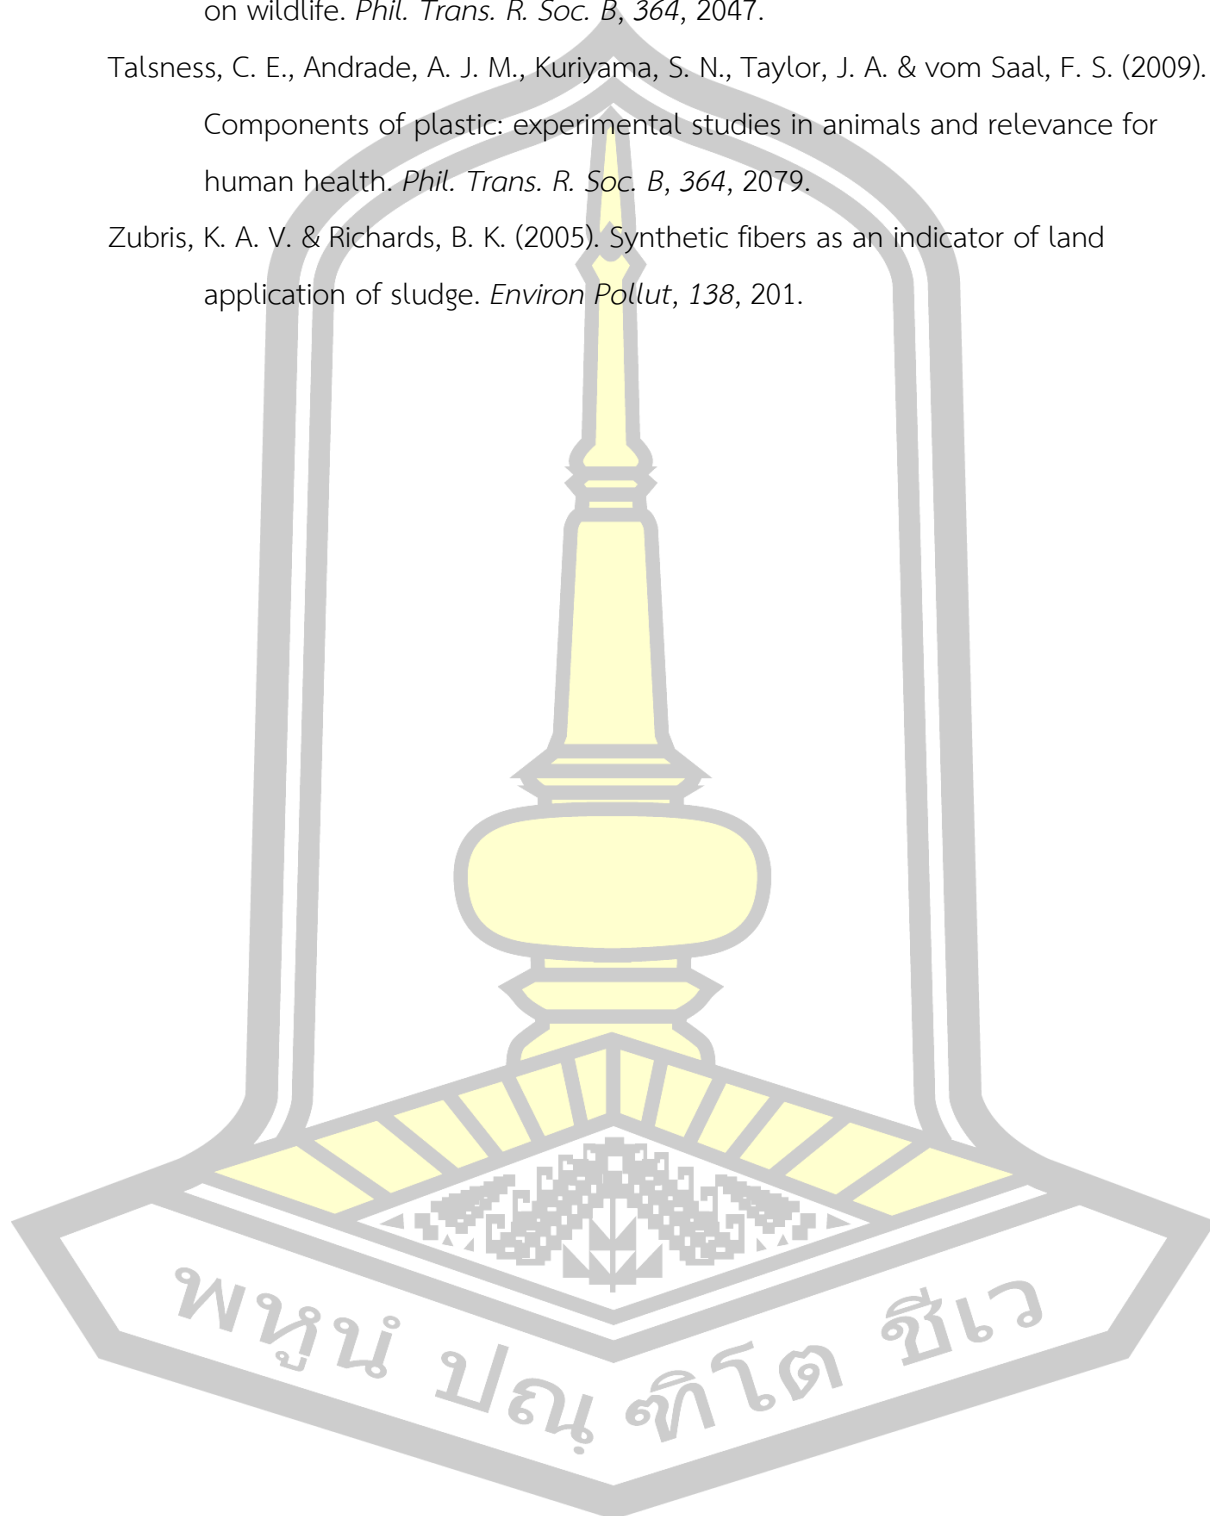 on wildlife. Phil. Trans. R. Soc. B, 364, 2047.
Talsness, C. E., Andrade, A. J. M., Kuriyama, S. N., Taylor, J. A. & vom Saal, F. S. (2009).
Components of plastic: experimental studies in animals and relevance for
human health. Phil. Trans. R. Soc. B, 364, 2079.
Zubris, K. A. V. & Richards, B. K. (2005). Synthetic fibers as an indicator of land
application of sludge. Environ Pollut, 138, 201.
พหูนํ ปณฺ ฑิโต ชีเว